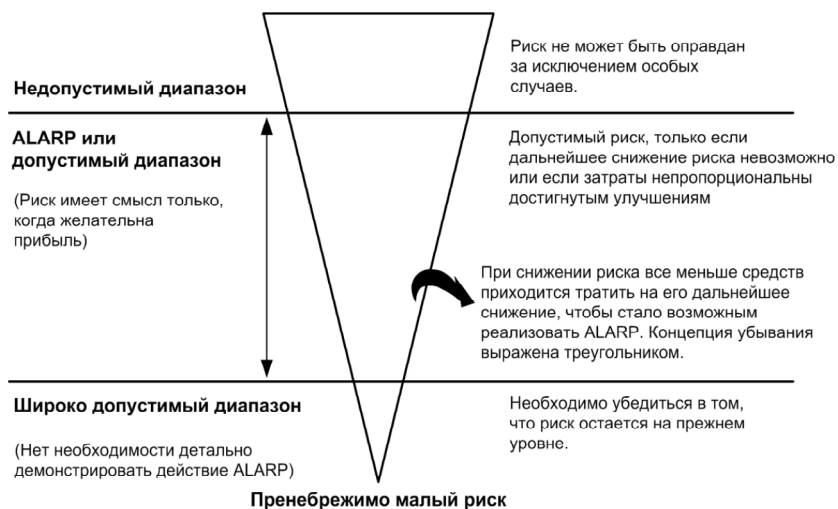 Риск не может быть оправдан
за исключением особых
случаев.
Недопустимый диапазон
ALARP или
допустимый диапазон
(Риск имеет смысл только,
когда желательна
прибыль)
Допустимый риск, только если
дальнейшее снижение риска невозможно
или если затраты непропорциональны
достигнутым улучшениям
При снижении риска все меньше средств
приходится тратить на его дальнейшее
снижение, чтобы стало возможным
реализовать ALARP. Концепция убывания
выражена треугольником.
Широко допустимый диапазон
(Нет необходимости детально
демонстрировать действие ALARP)
Необходимо убедиться в том,
что риск остается на прежнем
уровне.
Пренебрежимо малый риск